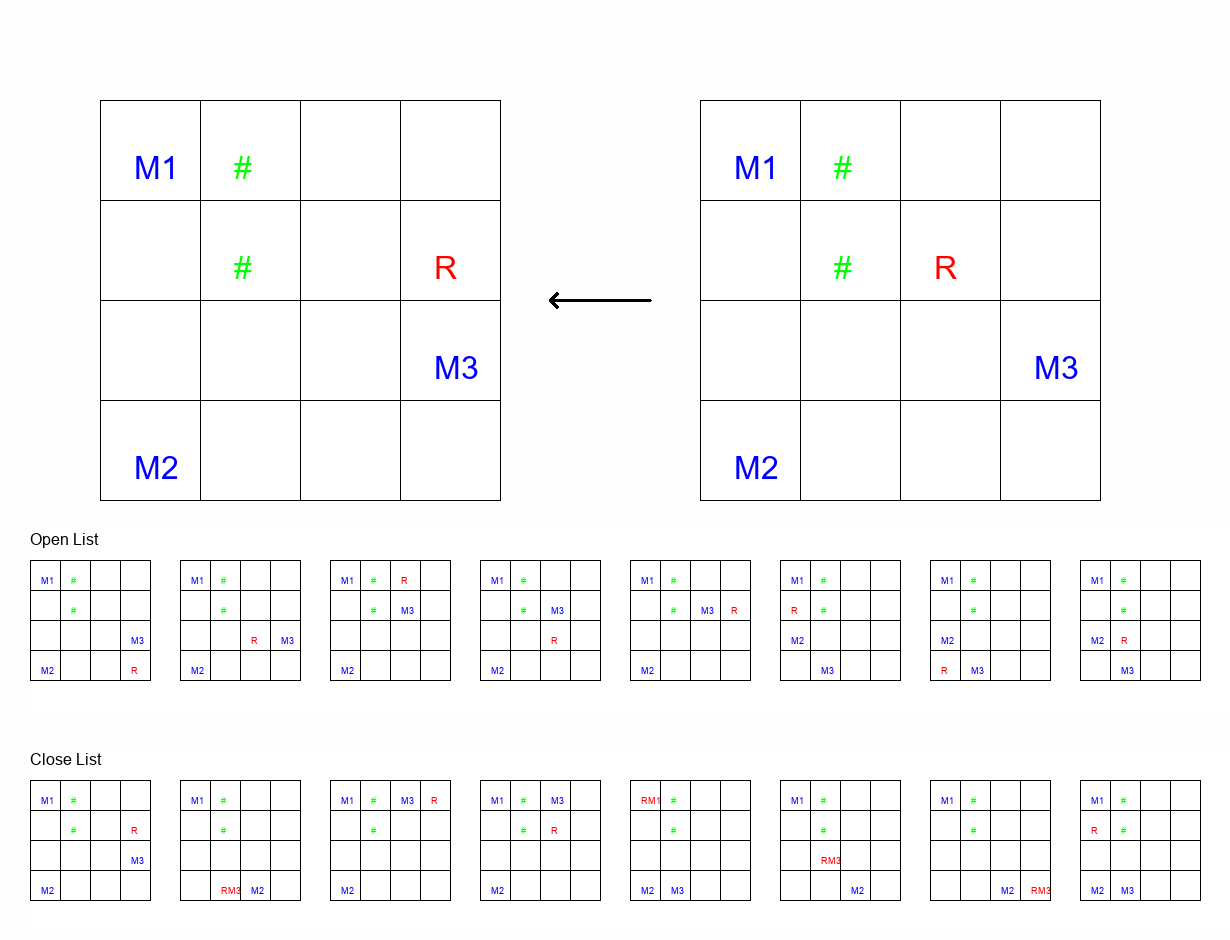 M1 # M1 #
# R # R
M3 M3
M2 M2
Open List
M1 # M1 # M1 # R M1 # M1 # M1 # M1 # M1 #
# # # M3 # M3 # M3 R R # # #
M3 R M3 R M2 M2 M2 R
M2 R M2 M2 M2 M2 M3 R M3 M3
Close List
M1 # M1 # M1 # M3 R M1 # M3 RM1 # M1 # M1 # M1 #
# R # # # R # # # R #
M3 RM3
M2 RM3 M2 M2 M2 M2 M3 M2 M2 RM3 M2 M3